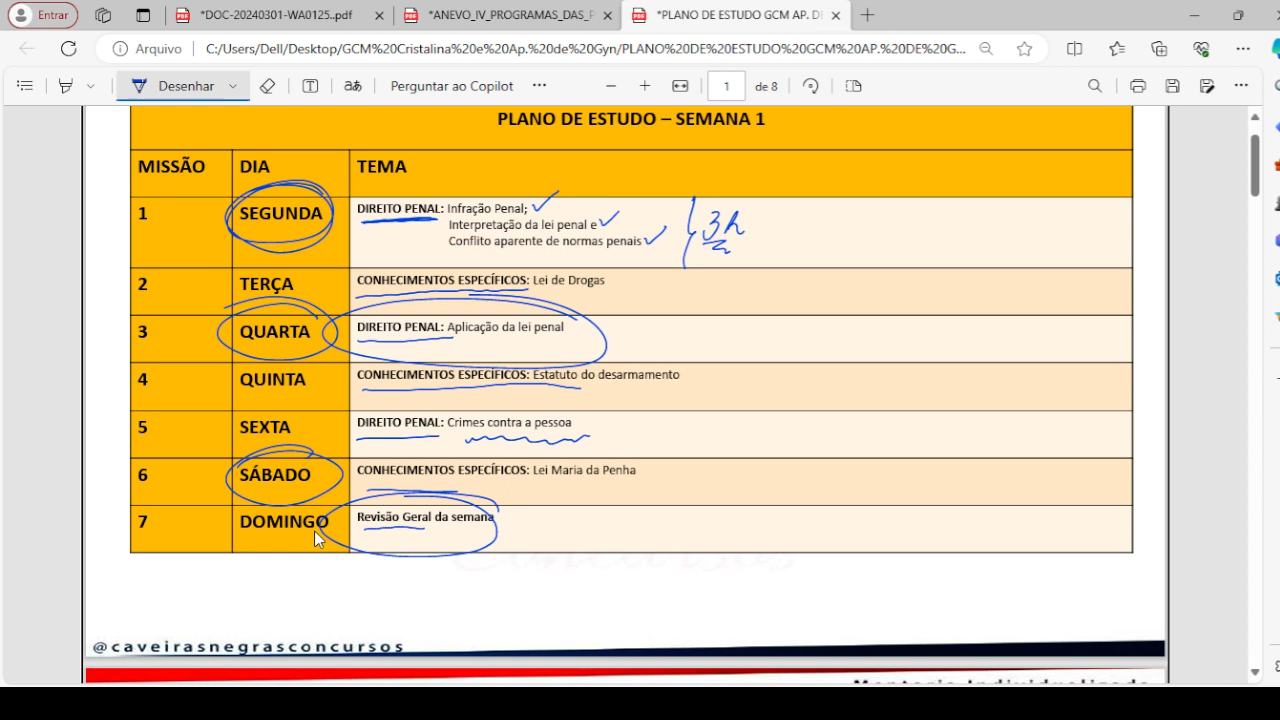 Entrar
*DOC-20240301-WA0125..pdf
*ANEVO_IV_PROGRAMAS_DAS_P
*PLANO DE ESTUDO GCM AP. DE
Arquivo
C:/Users/Dell/Desktop/GCM%20Cristalina%20e%20Ap.%20de%20Gyn/PLANO%20DE%20ESTUDO%20GCM%20AP.%20DE%20G...
Desenhar
aあ
Perguntar ao Copilot
1
de 8
PLANO DE ESTUDO – SEMANA 1
MISSÃO DIA TEMA
1 SEGUNDA DIREITO PENAL: Infração Penal;
Interpretação da lei penal e
Conflito aparente de normas penais
3h
2 TERÇA CONHECIMENTOS ESPECÍFICOS: Lei de Drogas
3 QUARTA DIREITO PENAL: Aplicação da lei penal
4 QUINTA CONHECIMENTOS ESPECÍFICOS: Estatuto do desarmamento
5 SEXTA DIREITO PENAL: Crimes contra a pessoa
6 SÁBADO CONHECIMENTOS ESPECÍFICOS: Lei Maria da Penha
7 DOMINGO Revisão Geral da semana
@caveirasnegrasconcursos